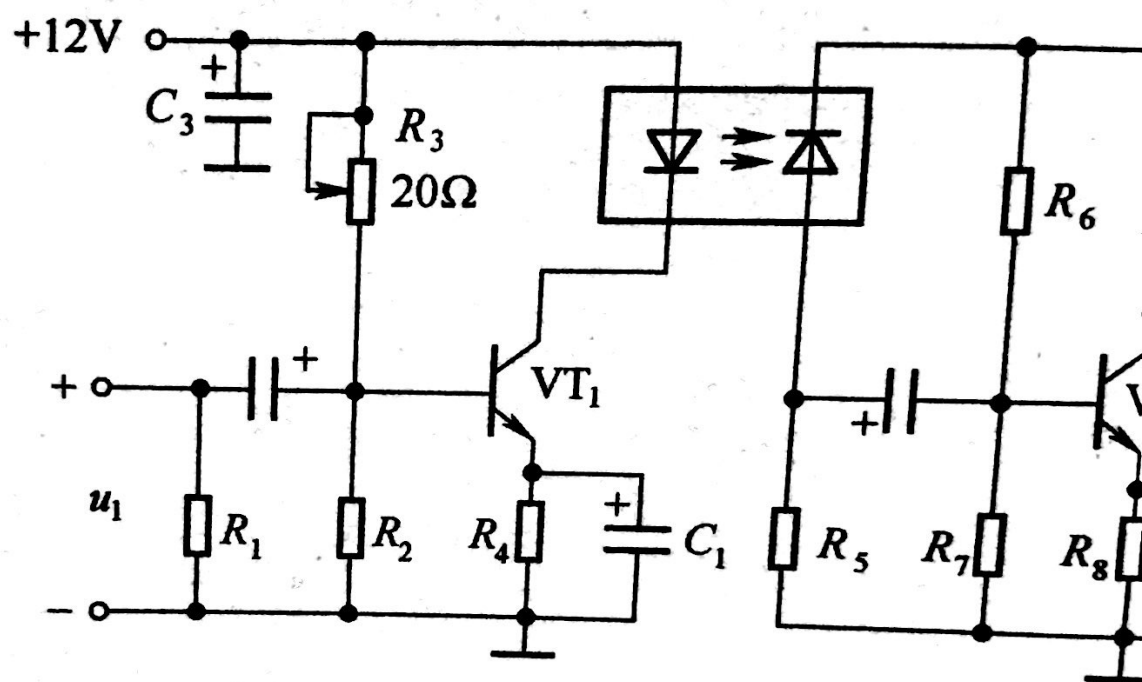 +12V
+
C₃
R₃
20Ω
R₆
+
+
VT₁
+
u₁
R₁
R₂
R₄
+
C₁
R₅
R₇
R₈
V
−